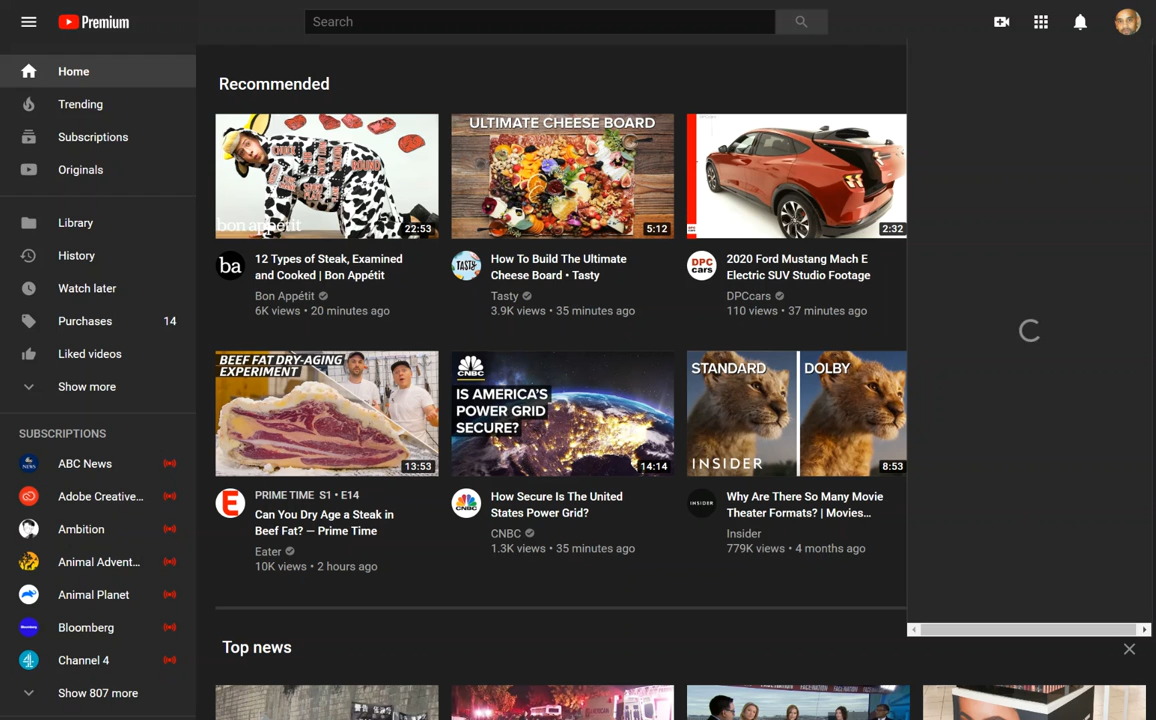 Premium
Search
Home
Trending
Subscriptions
Originals
Library
History
Watch later
Purchases 14
Liked videos
Show more
SUBSCRIPTIONS
ABC News
Adobe Creative...
Ambition
Animal Advent...
Animal Planet
Bloomberg
Channel 4
Show 807 more
Recommended
bon appétit
ROUND
22:53
ba
12 Types of Steak, Examined
and Cooked | Bon Appétit
Bon Appétit
6K views • 20 minutes ago
ULTIMATE CHEESE BOARD
5:12
TASTY
How To Build The Ultimate
Cheese Board • Tasty
Tasty
3.9K views • 35 minutes ago
2:32
DPC
cars
2020 Ford Mustang Mach E
Electric SUV Studio Footage
DPCcars
110 views • 37 minutes ago
BEEF FAT DRY-AGING
EXPERIMENT
13:53
E
PRIME TIME S1 • E14
Can You Dry Age a Steak in
Beef Fat? — Prime Time
Eater
10K views • 2 hours ago
CNBC
IS AMERICA'S
POWER GRID
SECURE?
14:14
CNBC
How Secure Is The United
States Power Grid?
CNBC
1.3K views • 35 minutes ago
STANDARD
DOLBY
INSIDER
8:53
INSIDER
Why Are There So Many Movie
Theater Formats? | Movies...
Insider
779K views • 4 months ago
Top news